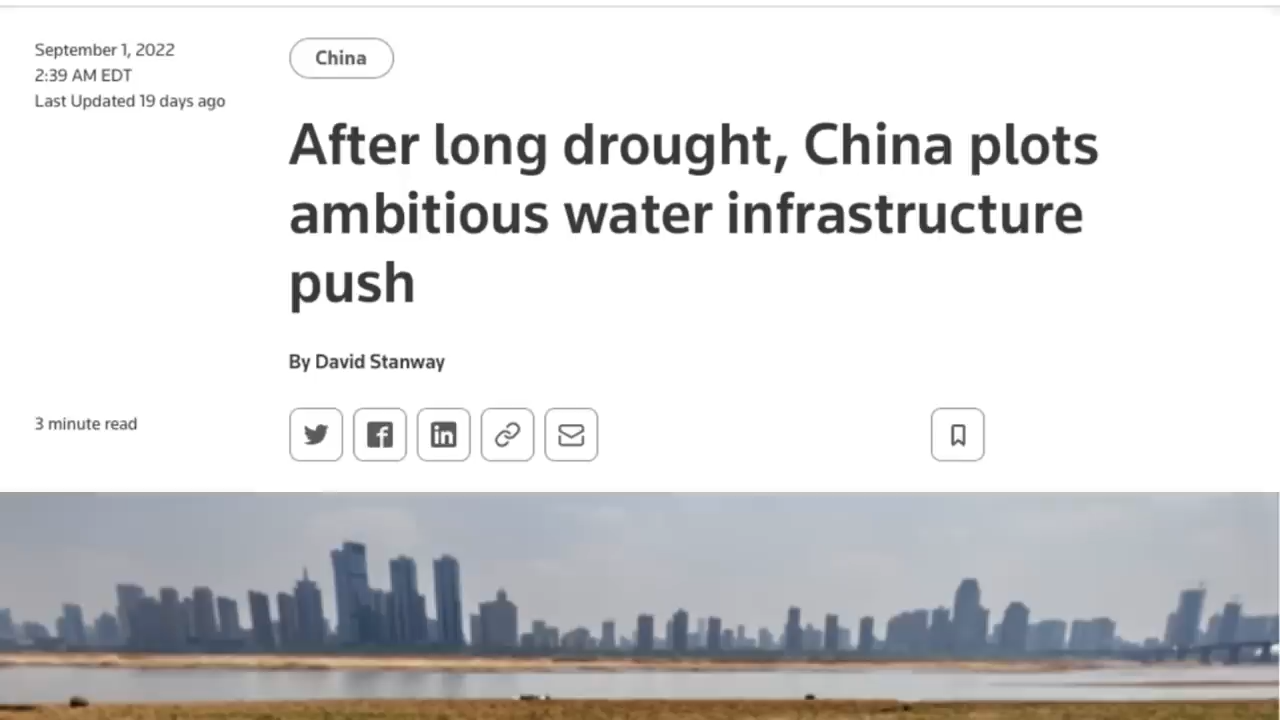 September 1, 2022
2:39 AM EDT
Last Updated 19 days ago
China
After long drought, China plots
ambitious water infrastructure
push
By David Stanway
3 minute read